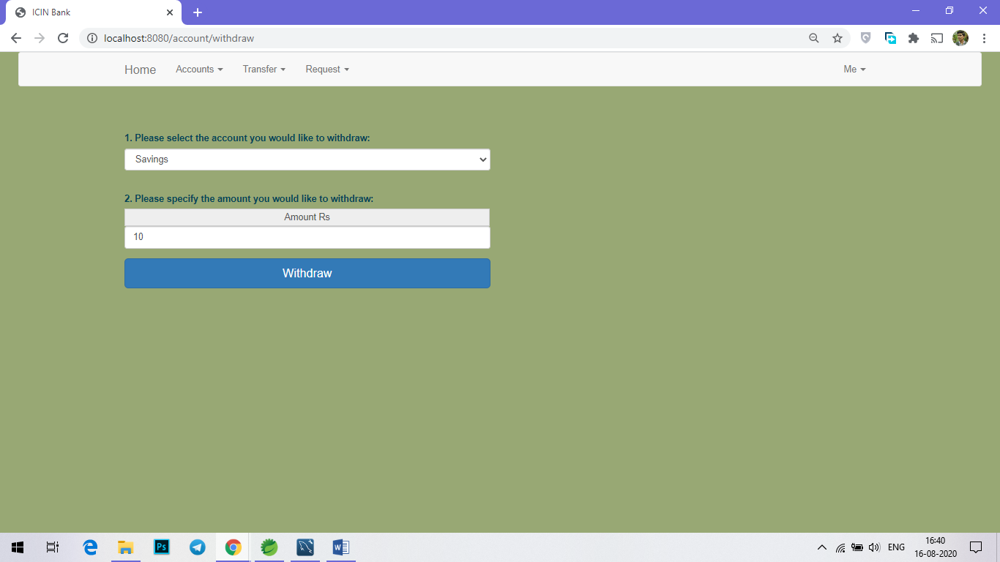 ICIN Bank
localhost:8080/account/withdraw
Home Accounts Transfer Request Me
1. Please select the account you would like to withdraw:
Savings
2. Please specify the amount you would like to withdraw:
Amount Rs
10
Withdraw
Ps
W
ENG
16:40
16-08-2020